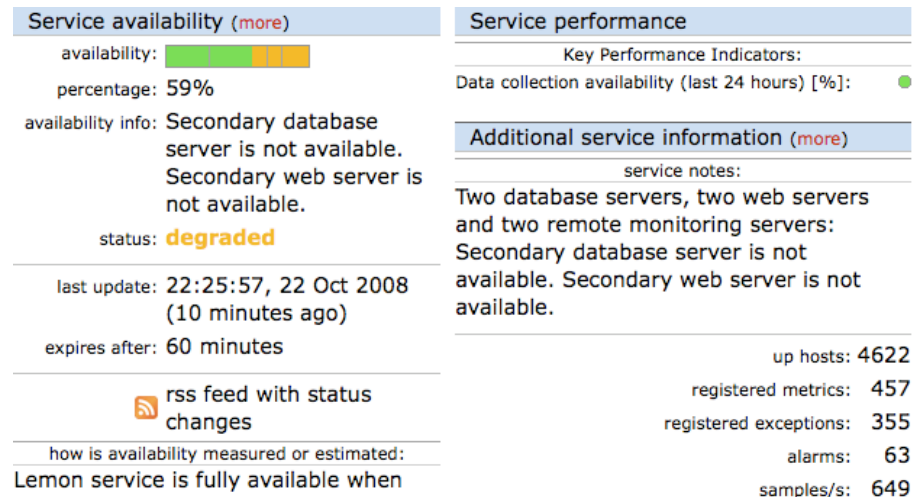 Service availability (more)
availability:
percentage: 59%
availability info: Secondary database
server is not available.
Secondary web server is
not available.
status: degraded
last update: 22:25:57, 22 Oct 2008
(10 minutes ago)
expires after: 60 minutes
rss feed with status
changes
how is availability measured or estimated:
Lemon service is fully available when
Service performance
Key Performance Indicators:
Data collection availability (last 24 hours) [%]:
Additional service information (more)
service notes:
Two database servers, two web servers
and two remote monitoring servers:
Secondary database server is not
available. Secondary web server is not
available.
up hosts: 4622
registered metrics: 457
registered exceptions: 355
alarms: 63
samples/s: 649